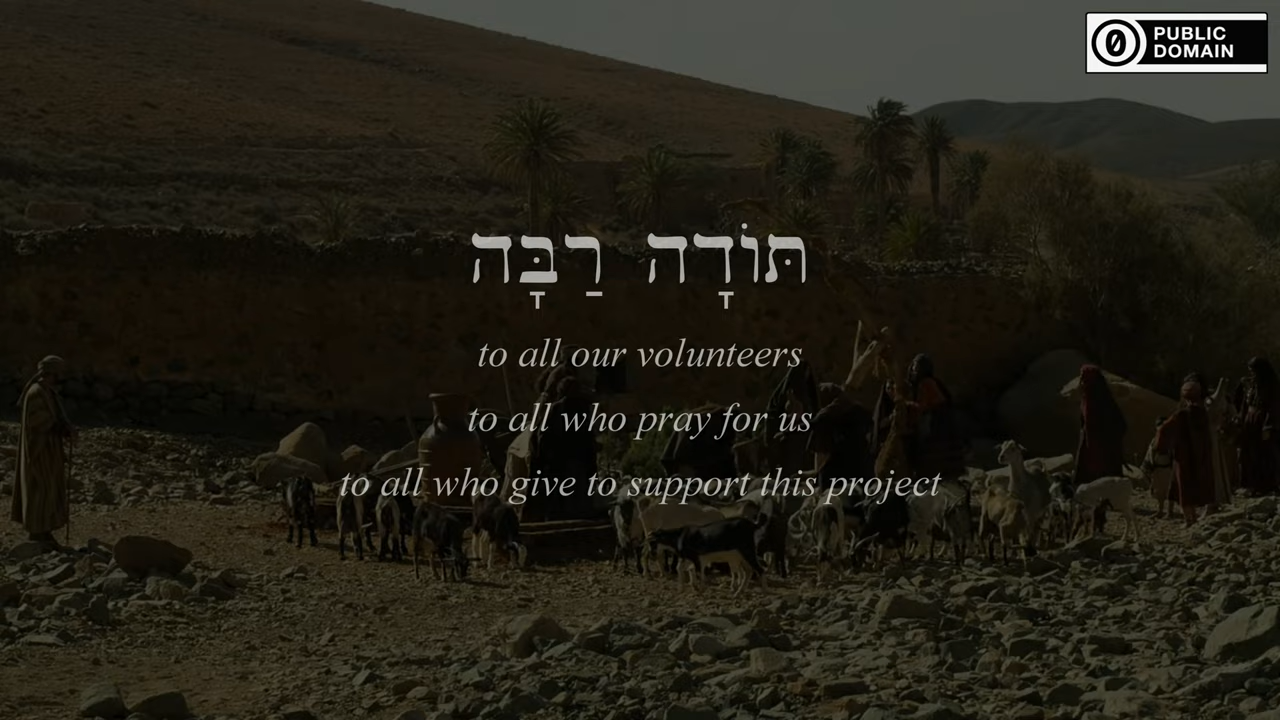 PUBLIC
DOMAIN
תּוֹדָה רַבָּה
to all our volunteers
to all who pray for us
to all who give to support this project